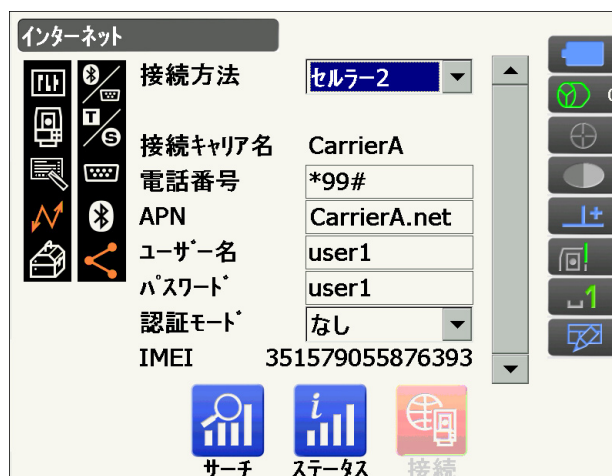 インターネット
接続方法 セルラー2
接続キャリア名 CarrierA
電話番号 *99#
APN CarrierA.net
ユーザー名 user1
パスワード user1
認証モード なし
IMEI 351579055876393
サーチ ステータス 接続